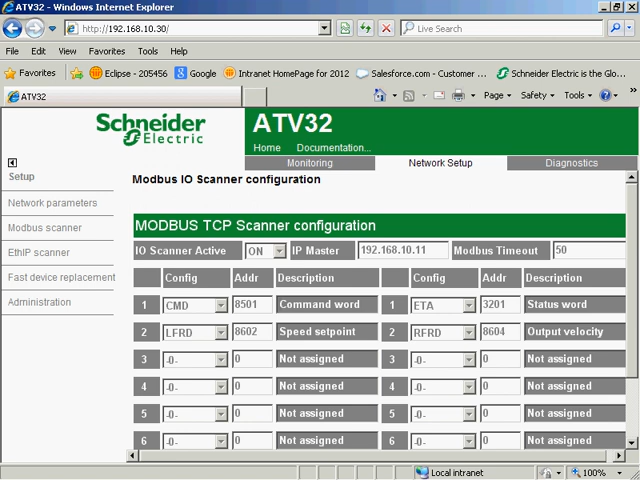 ATV32 - Windows Internet Explorer
http://192.168.10.30/
Live Search
File Edit View Favorites Tools Help
Favorites Eclipse - 205456 Google Intranet HomePage for 2012 Salesforce.com - Customer ... Schneider Electric is the Glo...
ATV32 Page Safety Tools »
Schneider Electric
ATV32
Home Documentation...
Monitoring Network Setup Diagnostics
Setup
Network parameters
Modbus scanner
EthIP scanner
Fast device replacement
Administration
Modbus IO Scanner configuration
MODBUS TCP Scanner configuration
IO Scanner Active ON IP Master 192.168.10.11 Modbus Timeout 50
Config Addr Description Config Addr Description
1 CMD 8501 Command word 1 ETA 3201 Status word
2 LFRD 8602 Speed setpoint 2 RFRD 8604 Output velocity
3 -0- 0 Not assigned 3 -0- 0 Not assigned
4 -0- 0 Not assigned 4 -0- 0 Not assigned
5 -0- 0 Not assigned 5 -0- 0 Not assigned
6 -0- 0 Not assigned 6 -0- 0 Not assigned
Local intranet 100%